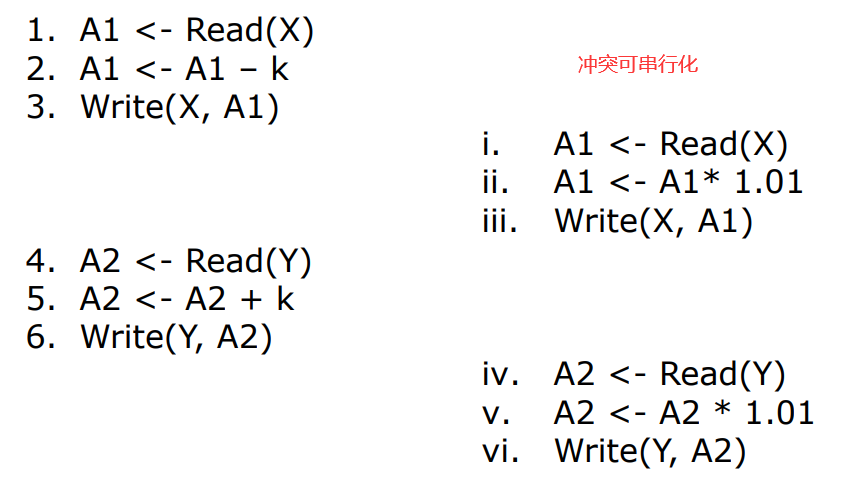 1. A1 <- Read(X)
2. A1 <- A1 – k
3. Write(X, A1)
冲突可串行化
i. A1 <- Read(X)
ii. A1 <- A1* 1.01
iii. Write(X, A1)
4. A2 <- Read(Y)
5. A2 <- A2 + k
6. Write(Y, A2)
iv. A2 <- Read(Y)
v. A2 <- A2 * 1.01
vi. Write(Y, A2)